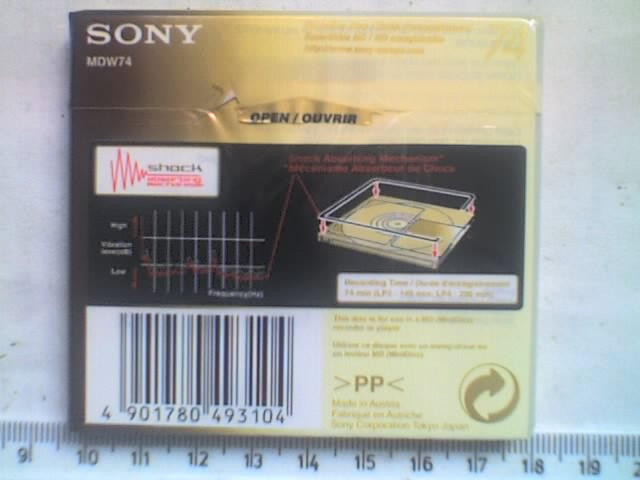 SONY
MDW74
74
OPEN / OUVRIR
shock
absorbing
mechanism
Shock Absorbing Mechanism"
"Mécanisme Absorbeur de Chocs
High
Vibration
level(dB)
Low
Frequency(Hz)
Recording Time / Durée d'enregistrement
74 min (LP2 : 148 min, LP4 : 296 min)
This disc is for use in a MD (MiniDisc)
recorder or player
Utiliser ce disque avec un enregistreur ou
un lecteur MD (MiniDisc)
>PP<
Made in Austria
Fabriqué en Autriche
Sony Corporation Tokyo Japan
4 901780 493104
9 10 11 12 13 14 15 16 17 18 19